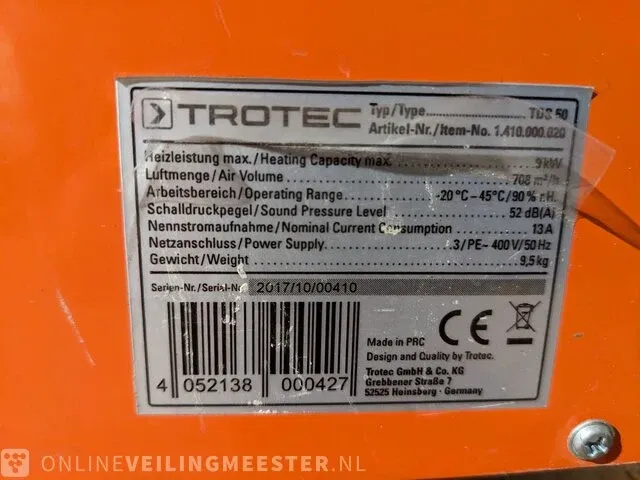 TROTEC
Typ/Type TDS 50
Artikel-Nr./Item-No. 1.410.000.020
Heizleistung max./Heating Capacity max. 9 kW
Luftmenge/Air Volume 708 m³/h
Arbeitsbereich/Operating Range -20 °C – 45°C/90 % r.H.
Schalldruckpegel/Sound Pressure Level 52 dB(A)
Nennstromaufnahme/Nominal Current Consumption 13 A
Netzanschluss/Power Supply 3/PE~ 400 V/50 Hz
Gewicht/Weight 9,5 kg
Serien-Nr./Serial-No. 2017/10/00410
CE
Made in PRC
Design and Quality by Trotec.
Trotec GmbH & Co. KG
Grebbener Straße 7
52525 Heinsberg - Germany
4 052138 000427
ONLINEVEILINGMEESTER.NL